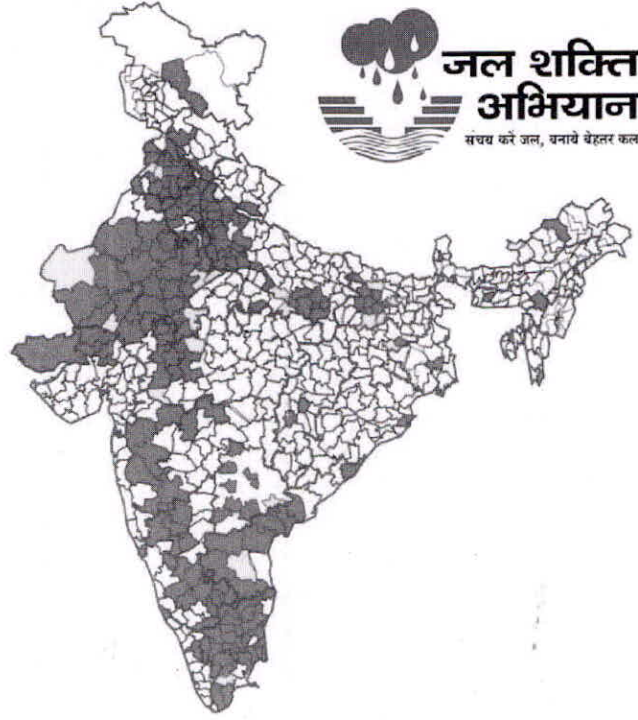 जल शक्ति
अभियान
संचय करें जल, बनाये बेहतर कल